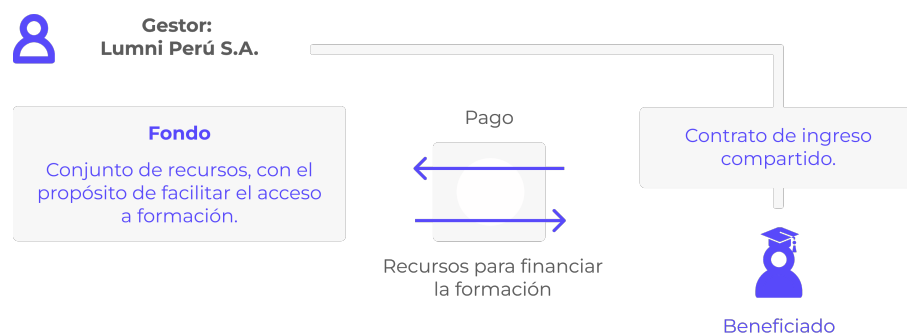 Gestor:
Lumni Perú S.A.
Fondo
Conjunto de recursos, con el
propósito de facilitar el acceso
a formación.
Pago
Recursos para financiar
la formación
Contrato de ingreso
compartido.
Beneficiado